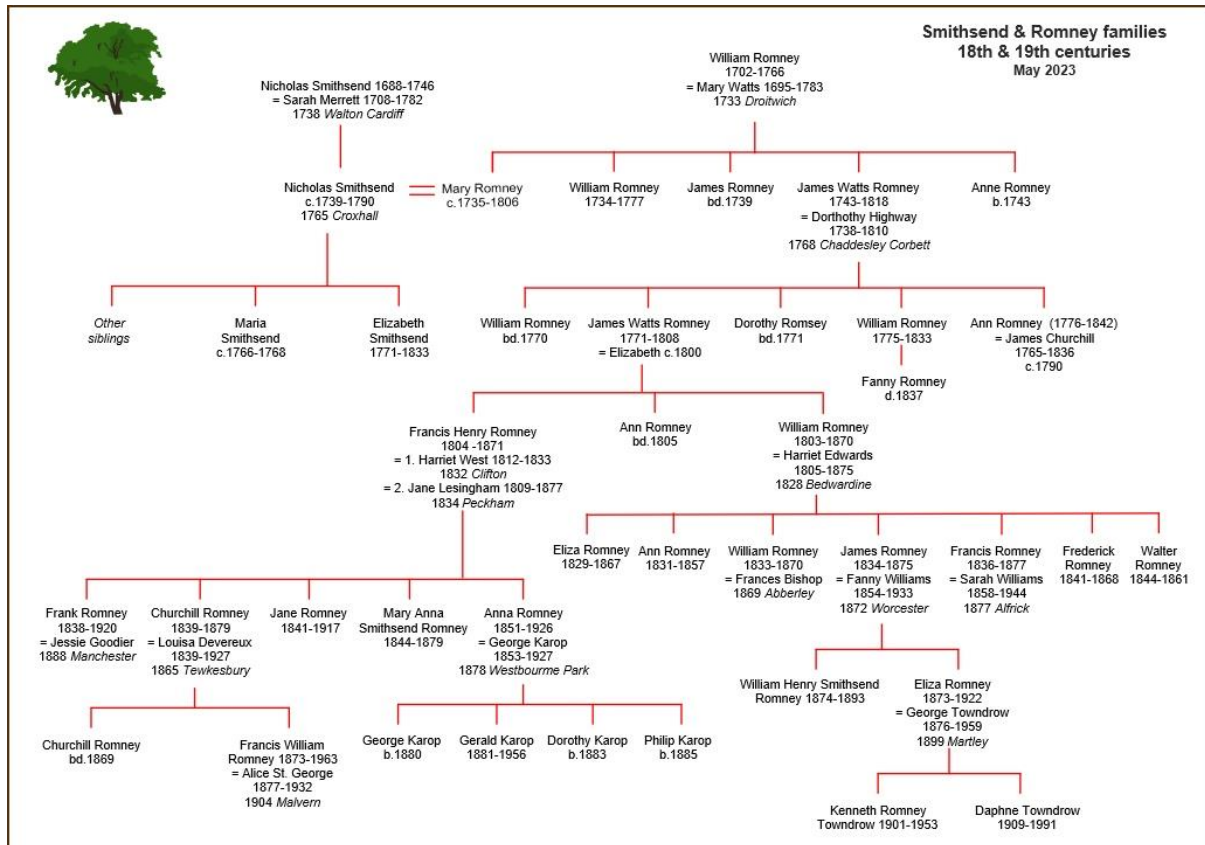 Smithsend & Romney families
18th & 19th centuries
May 2023
Nicholas Smithsend 1688-1746
= Sarah Merrett 1708-1782
1738 Walton Cardiff
William Romney
1702-1766
= Mary Watts 1695-1783
1733 Droitwich
Nicholas Smithsend
c.1739-1790
1765 Croxhall
Mary Romney
c.1735-1806
William Romney
1734-1777
James Romney
bd.1739
James Watts Romney
1743-1818
= Dorthothy Highway
1738-1810
1768 Chaddesley Corbett
Anne Romney
b.1743
Other
siblings
Maria
Smithsend
c.1766-1768
Elizabeth
Smithsend
1771-1833
William Romney
bd.1770
James Watts Romney
1771-1808
= Elizabeth c.1800
Dorothy Romsey
bd.1771
William Romney
1775-1833
Fanny Romney
d.1837
Ann Romney (1776-1842)
= James Churchill
1765-1836
c.1790
Francis Henry Romney
1804 -1871
= 1. Harriet West 1812-1833
1832 Clifton
= 2. Jane Lesingham 1809-1877
1834 Peckham
Ann Romney
bd.1805
William Romney
1803-1870
= Harriet Edwards
1805-1875
1828 Bedwardine
Eliza Romney
1829-1867
Ann Romney
1831-1857
William Romney
1833-1870
= Frances Bishop
1869 Abberley
James Romney
1834-1875
= Fanny Williams
1854-1933
1872 Worcester
Francis Romney
1836-1877
= Sarah Williams
1858-1944
1877 Alfrick
Frederick
Romney
1841-1868
Walter
Romney
1844-1861
Frank Romney
1838-1920
= Jessie Goodier
1888 Manchester
Churchill Romney
1839-1879
= Louisa Devereux
1839-1927
1865 Tewkesbury
Jane Romney
1841-1917
Mary Anna
Smithsend Romney
1844-1879
Anna Romney
1851-1926
= George Karop
1853-1927
1878 Westbourme Park
William Henry Smithsend
Romney 1874-1893
Eliza Romney
1873-1922
= George Towndrow
1876-1959
1899 Martley
Churchill Romney
bd.1869
Francis William
Romney 1873-1963
= Alice St. George
1877-1932
1904 Malvern
George Karop
b.1880
Gerald Karop
1881-1956
Dorothy Karop
b.1883
Philip Karop
b.1885
Kenneth Romney
Towndrow 1901-1953
Daphne Towndrow
1909-1991